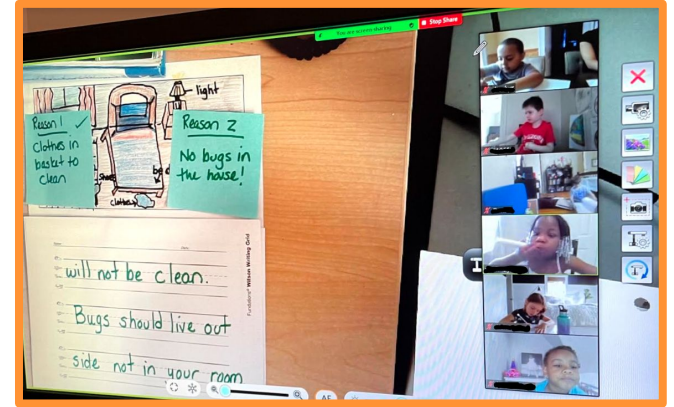 You are screen sharing
Stop Share
light
Reason 1 ✓
Clothes in
basket to
clean
Reason 2
No bugs in
the house!
clothes
Fundations® Wilson Writing Grid
will not be clean.
Bugs should live out
side not in your room
AF